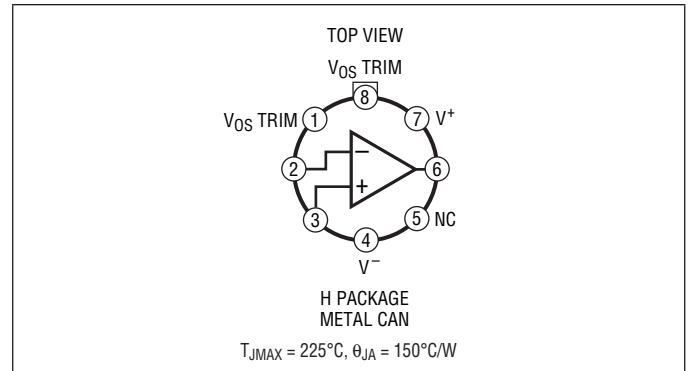 TOP VIEW
VOS TRIM
8
VOS TRIM 1
7 V+
2
−
6
+
3
5 NC
4
V−
H PACKAGE
METAL CAN
TJMAX = 225°C, θJA = 150°C/W